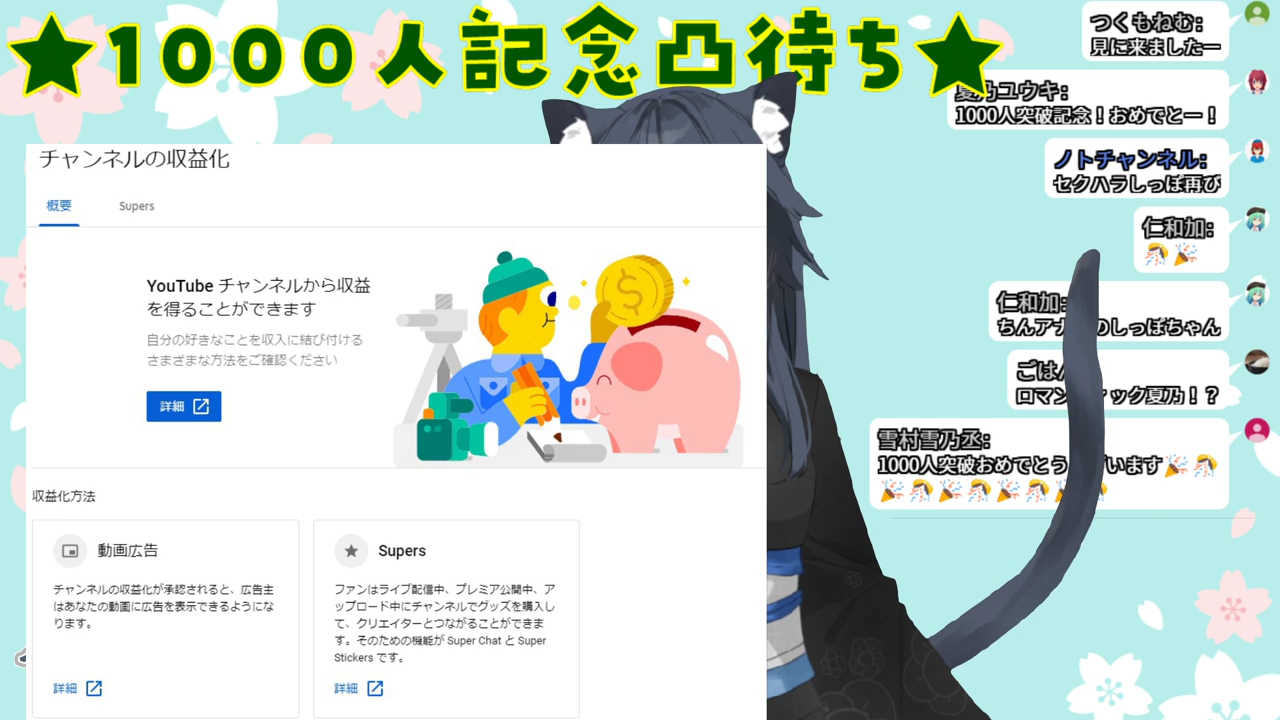 ★1000人記念凸待ち★
チャンネルの収益化
概要
Supers
YouTube チャンネルから収益
を得ることができます
自分の好きなことを収入に結び付ける
さまざまな方法をご確認ください
詳細
収益化方法
動画広告
チャンネルの収益化が承認されると、広告主
はあなたの動画に広告を表示できるようにな
ります。
詳細
Supers
ファンはライブ配信中、プレミア公開中、ア
ップロード中にチャンネルでグッズを購入し
て、クリエイターとつながることができま
す。そのための機能が Super Chat と Super
Stickers です。
詳細
つくもねむ:
見に来ましたー
夏乃ユウキ:
1000人突破記念！おめでとー！
ノトチャンネル:
セクハラしっぽ再び
仁和加:
仁和加:
ちんアナ のしっぽちゃん
ごは
ロマン ィック夏乃！？
雪村雪乃丞:
1000人突破おめでとう ざいます